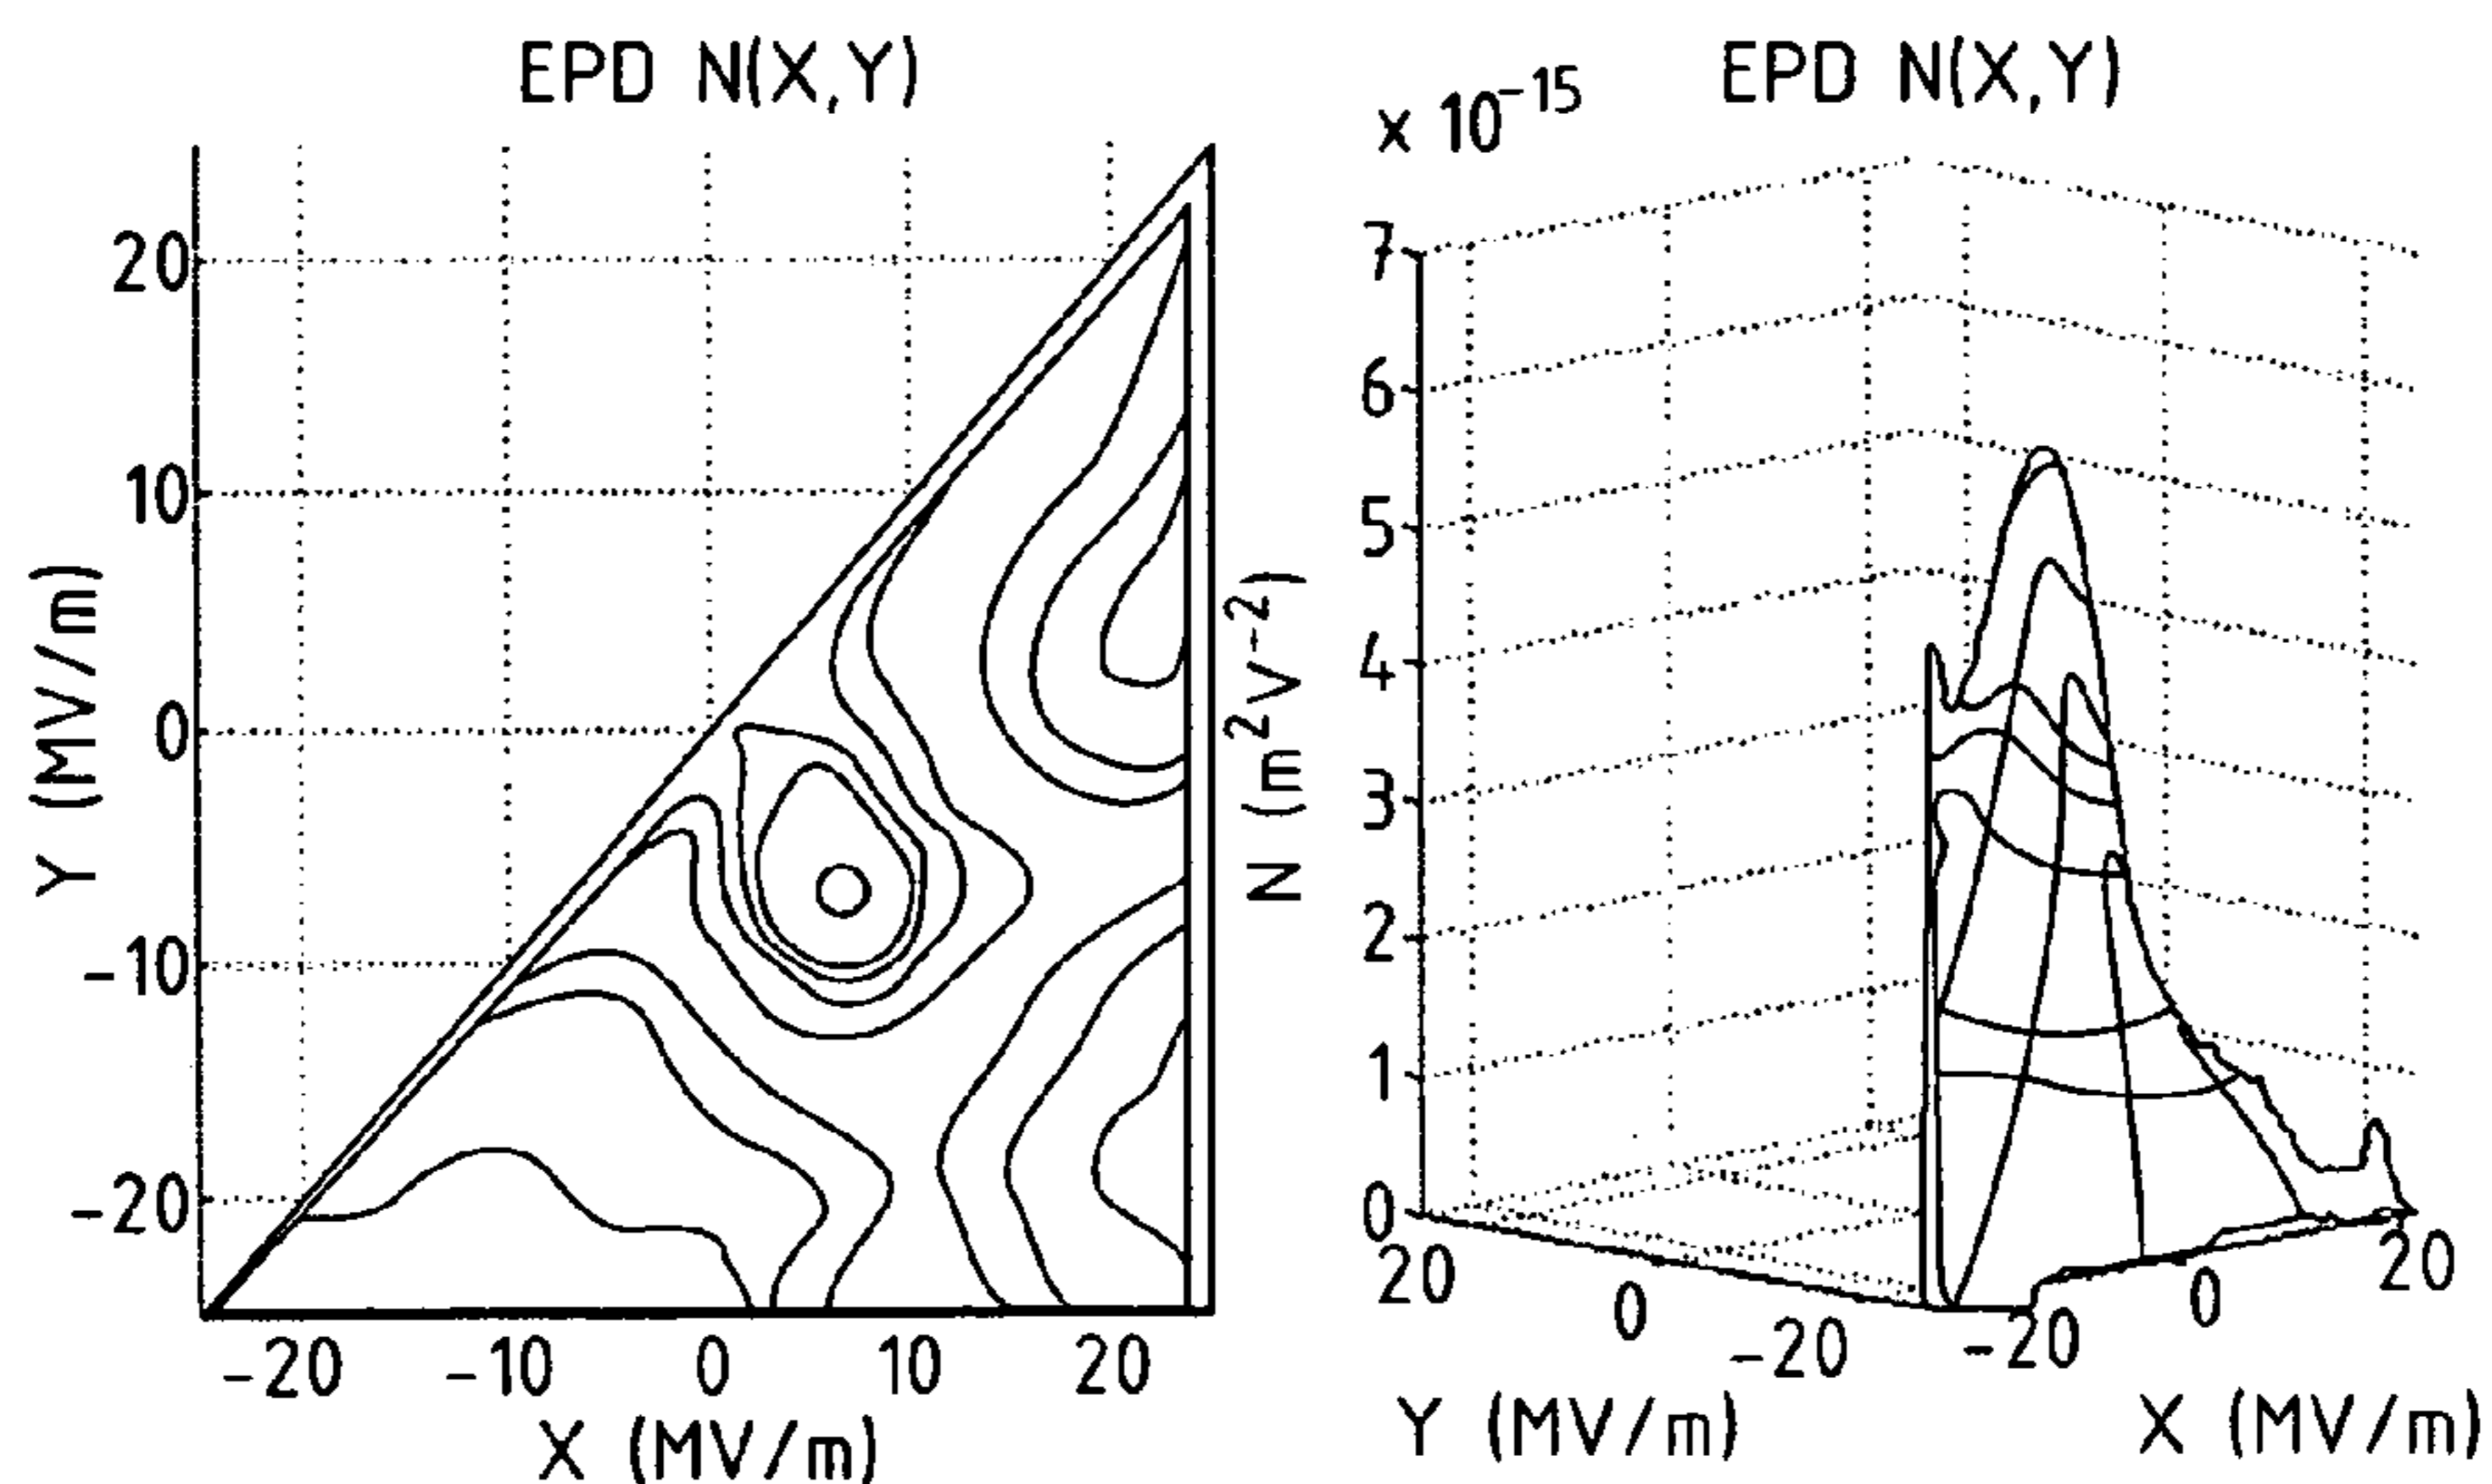 EPD N(X,Y)
20
10
0
-10
-20
Y (MV//m)
-20 -10 0 10 20
X (MV/m)
EPD N(X,Y)
x 10⁻¹⁵
7
6
5
4
3
2
1
0
N (m²V⁻²)
20 0 -20
Y (MV/m)
-20 0 20
X (MV/m)